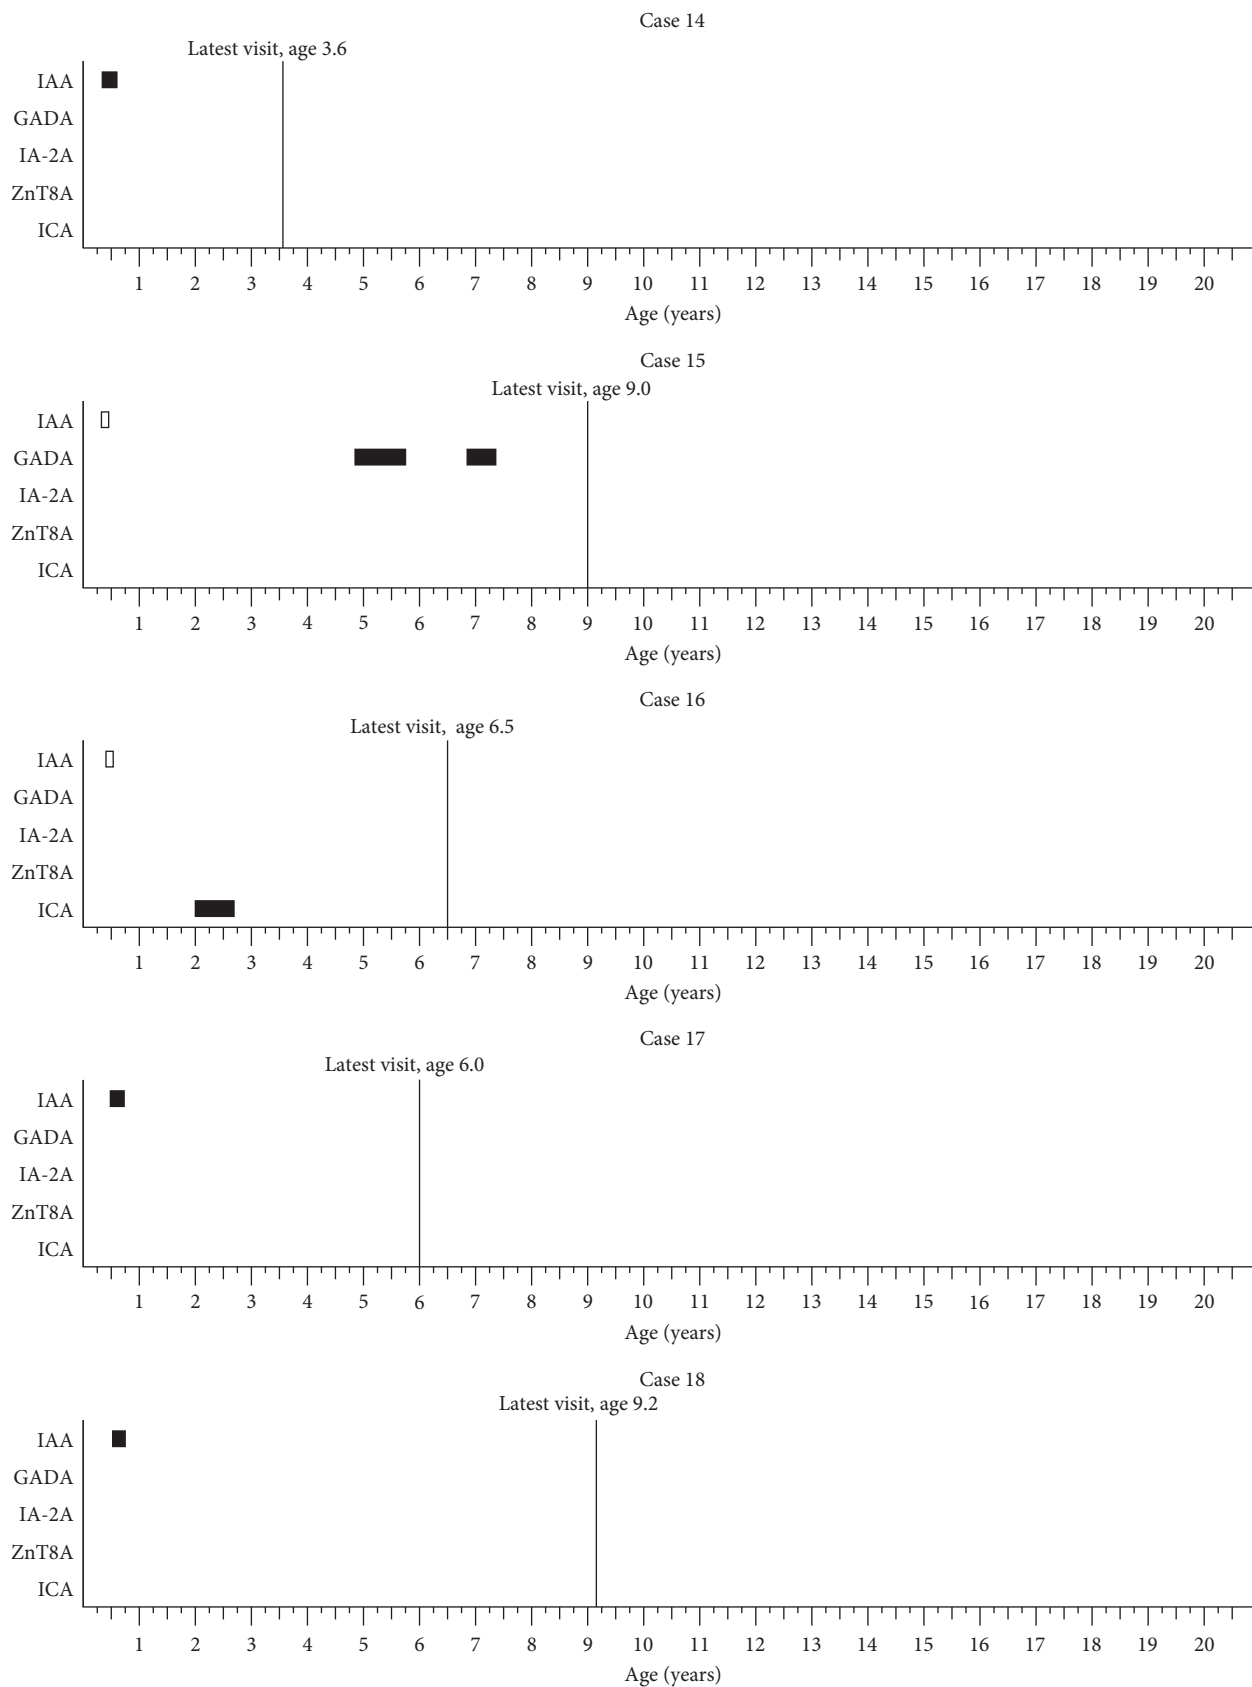 Case 14
Latest visit, age 3.6
IAA
GADA
IA-2A
ZnT8A
ICA
1 2 3 4 5 6 7 8 9 10 11 12 13 14 15 16 17 18 19 20
Age (years)
Case 15
Latest visit, age 9.0
IAA
GADA
IA-2A
ZnT8A
ICA
1 2 3 4 5 6 7 8 9 10 11 12 13 14 15 16 17 18 19 20
Age (years)
Case 16
Latest visit, age 6.5
IAA
GADA
IA-2A
ZnT8A
ICA
1 2 3 4 5 6 7 8 9 10 11 12 13 14 15 16 17 18 19 20
Age (years)
Case 17
Latest visit, age 6.0
IAA
GADA
IA-2A
ZnT8A
ICA
1 2 3 4 5 6 7 8 9 10 11 12 13 14 15 16 17 18 19 20
Age (years)
Case 18
Latest visit, age 9.2
IAA
GADA
IA-2A
ZnT8A
ICA
1 2 3 4 5 6 7 8 9 10 11 12 13 14 15 16 17 18 19 20
Age (years)